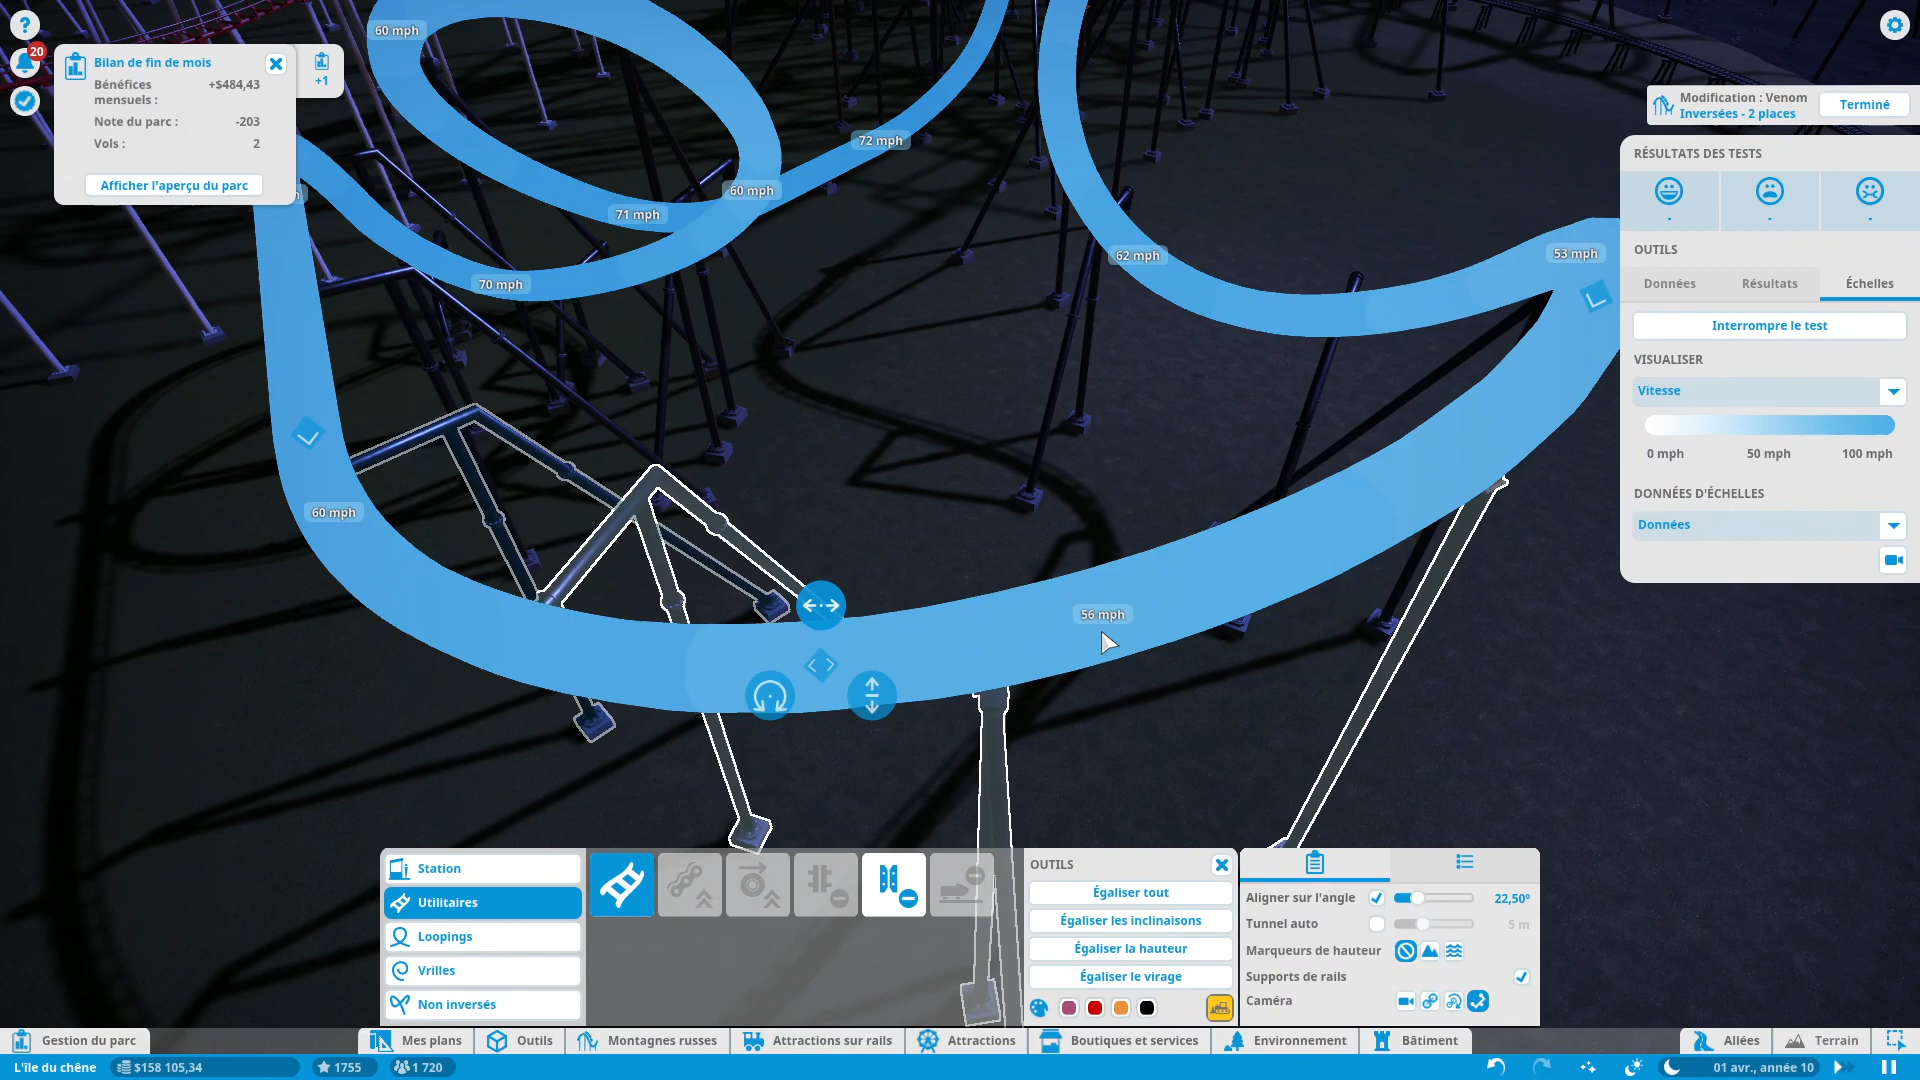 ?
20
Bilan de fin de mois
Bénéfices mensuels : +$484,43
Note du parc : -203
Vols : 2
Afficher l'aperçu du parc
+1
60 mph
72 mph
60 mph
71 mph
70 mph
62 mph
53 mph
60 mph
56 mph
Modification : Venom
Inversées - 2 places
Terminé
RÉSULTATS DES TESTS
- - -
OUTILS
Données Résultats Échelles
Interrompre le test
VISUALISER
Vitesse
0 mph 50 mph 100 mph
DONNÉES D'ÉCHELLES
Données
Station
Utilitaires
Loopings
Vrilles
Non inversés
OUTILS
Égaliser tout
Égaliser les inclinaisons
Égaliser la hauteur
Égaliser le virage
Aligner sur l'angle 22,50º
Tunnel auto 5 m
Marqueurs de hauteur
Supports de rails
Caméra
Gestion du parc Mes plans Outils Montagnes russes Attractions sur rails Attractions Boutiques et services Environnement Bâtiment Allées Terrain
L'île du chêne $158 105,34 1755 1 720 01 avr., année 10